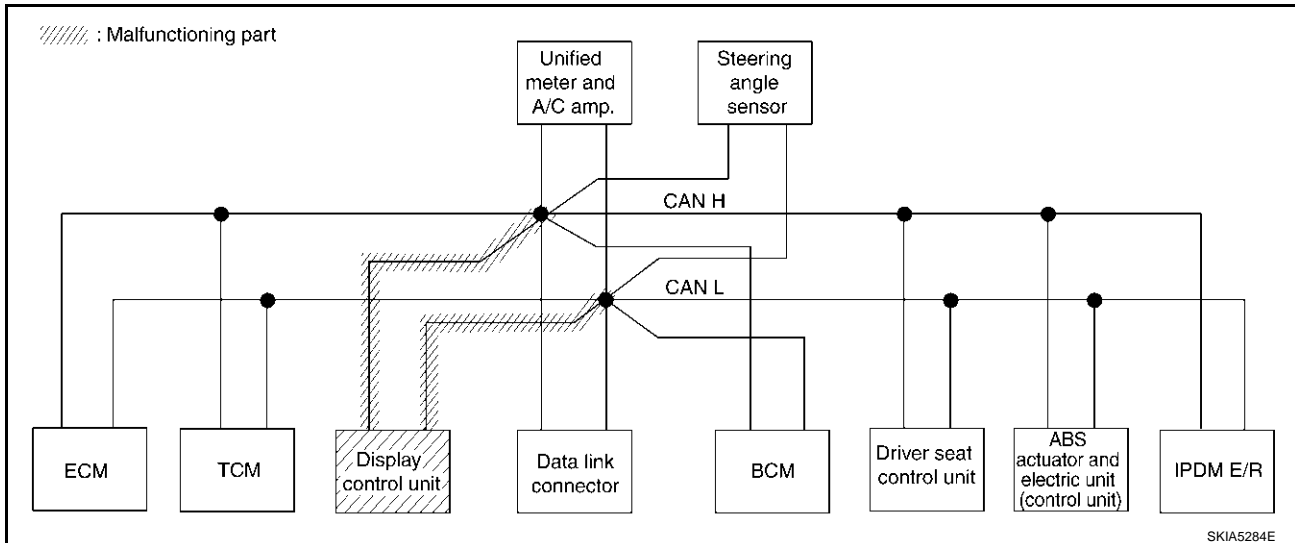 : Malfunctioning part
Unified
meter and
A/C amp.
Steering
angle
sensor
CAN H
CAN L
ECM
TCM
Display
control unit
Data link
connector
BCM
Driver seat
control unit
ABS
actuator and
electric unit
(control unit)
IPDM E/R
SKIA5284E